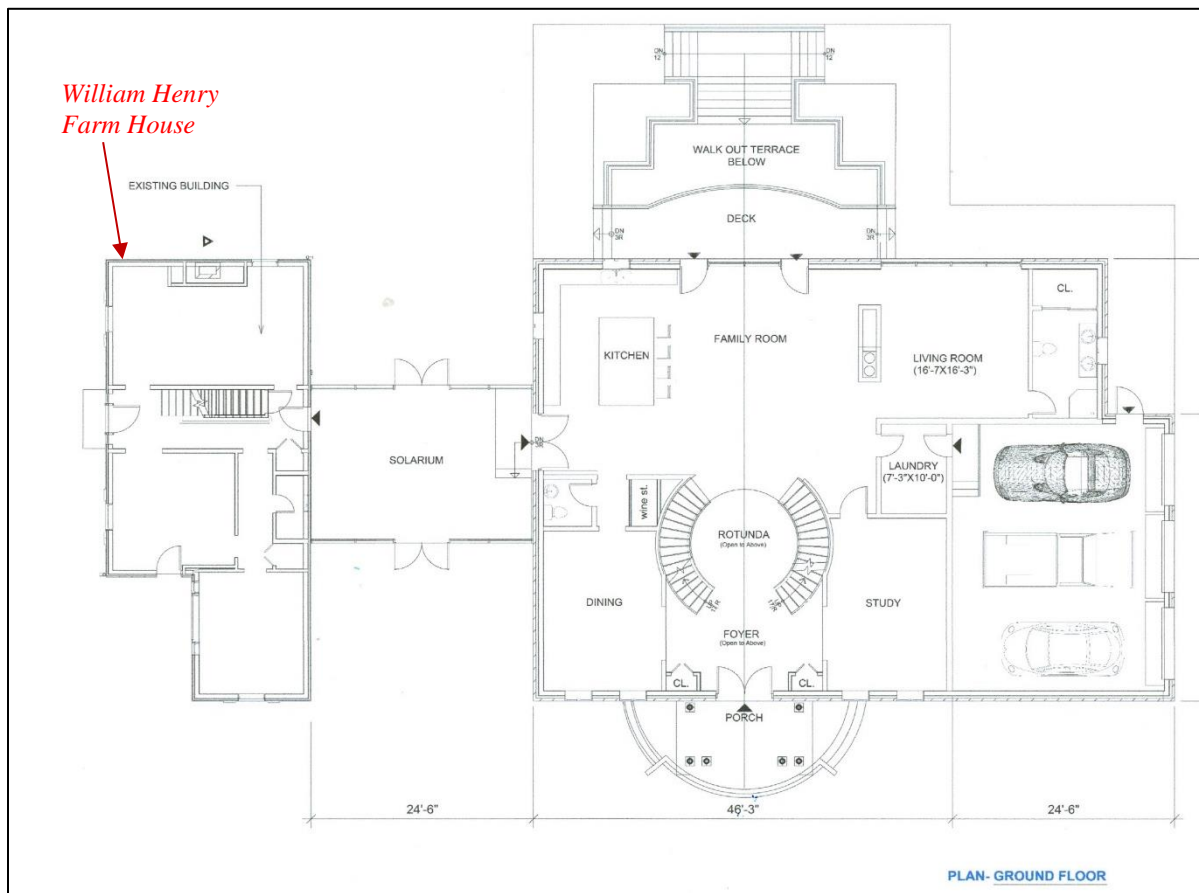 William Henry
Farm House
EXISTING BUILDING
DN
12
DN
12
WALK OUT TERRACE
BELOW
DECK
DN
3R
DN
3R
CL.
KITCHEN
FAMILY ROOM
LIVING ROOM
(16'-7X16'-3")
SOLARIUM
DN
LAUNDRY
(7'-3"X10'-0")
wine st.
ROTUNDA
(Open to Above)
DINING
STUDY
FOYER
(Open to Above)
CL.
CL.
PORCH
24'-6"
46'-3"
24'-6"
PLAN- GROUND FLOOR